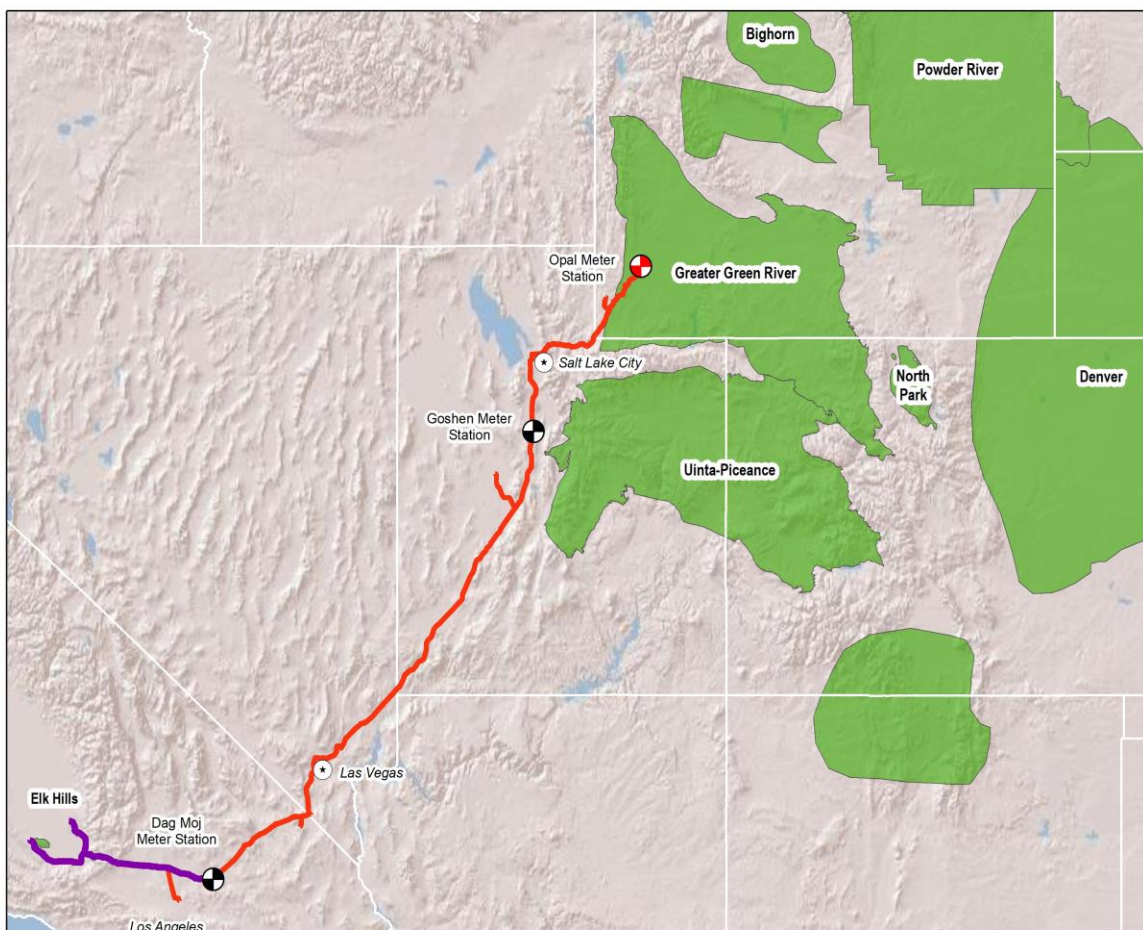 Bighorn
Powder River
Opal Meter
Station
Greater Green River
Salt Lake City
North
Park
Denver
Goshen Meter
Station
Uinta-Piceance
Las Vegas
Elk Hills
Dag Moj
Meter Station
Los Angeles